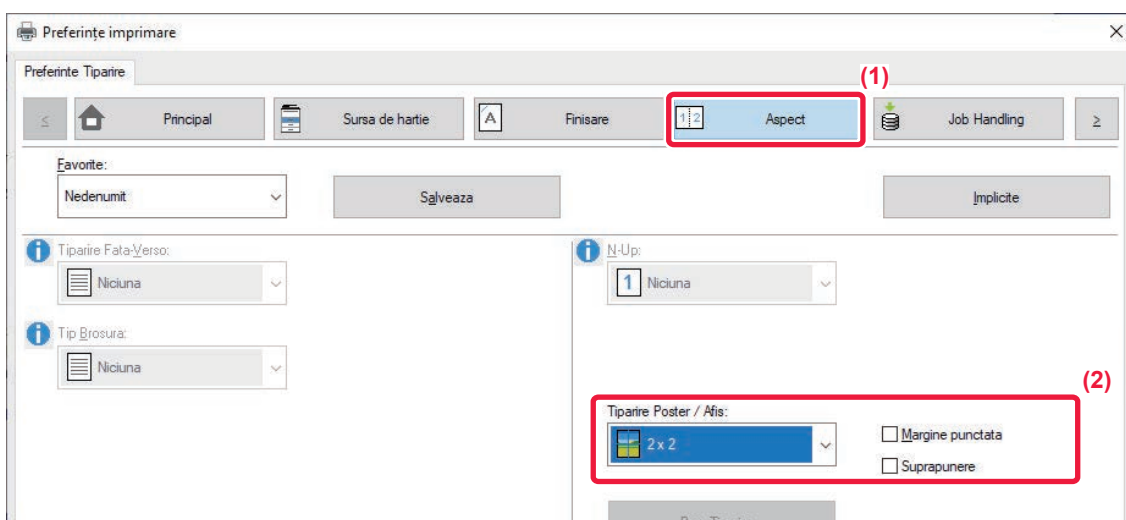 Preferințe imprimare
Preferinte Tiparire
(1)
≤ Principal Sursa de hartie A Finisare 1 2 Aspect Job Handling ≥
Favorite:
Nedenumit Salveaza Implicite
Tiparire Fata-Verso: N-Up:
Niciuna 1 Niciuna
Tip Brosura:
Niciuna
(2)
Tiparire Poster / Afis:
2 x 2 Margine punctata
Suprapunere